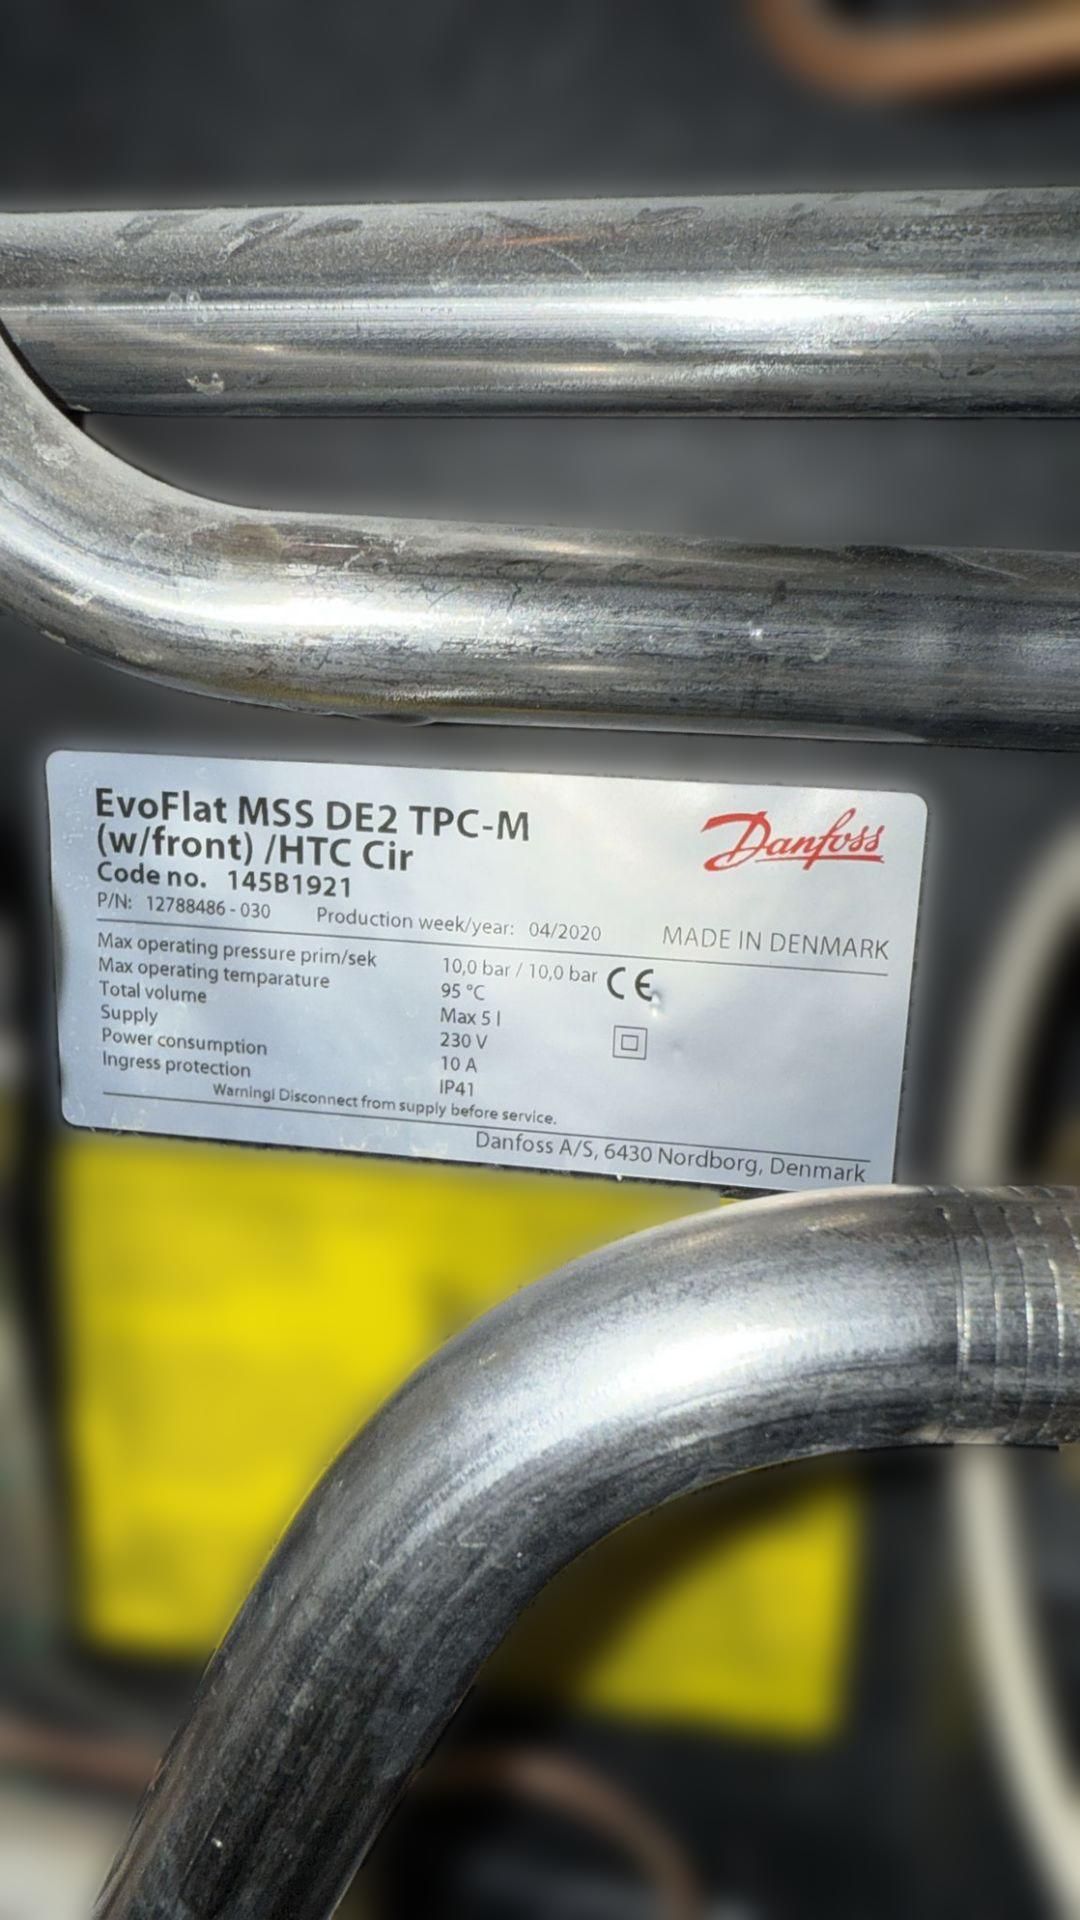 EvoFlat MSS DE2 TPC-M
(w/front) /HTC Cir
Danfoss
Code no. 145B1921
P/N: 12788486 - 030 Production week/year: 04/2020 MADE IN DENMARK
Max operating pressure prim/sek 10,0 bar / 10,0 bar CE
Max operating temparature 95 °C
Total volume Max 5 l
Supply 230 V
Power consumption 10 A
Ingress protection IP41
Warning! Disconnect from supply before service.
Danfoss A/S, 6430 Nordborg, Denmark